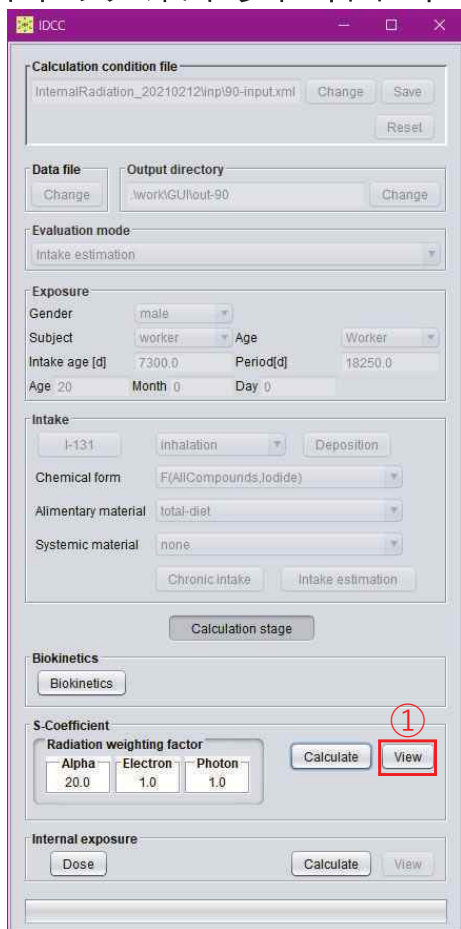 IDCC
Calculation condition file
InternalRadiation_20210212\inp\90-input.xml Change Save
Reset
Data file Output directory
Change .\work\GUI\out-90 Change
Evaluation mode
Intake estimation
Exposure
Gender male
Subject worker Age Worker
Intake age [d] 7300.0 Period[d] 18250.0
Age 20 Month 0 Day 0
Intake
I-131 inhalation Deposition
Chemical form F(AllCompounds,Iodide)
Alimentary material total-diet
Systemic material none
Chronic intake Intake estimation
Calculation stage
Biokinetics
Biokinetics
①
S-Coefficient
Radiation weighting factor
Alpha Electron Photon Calculate View
20.0 1.0 1.0
Internal exposure
Dose Calculate View